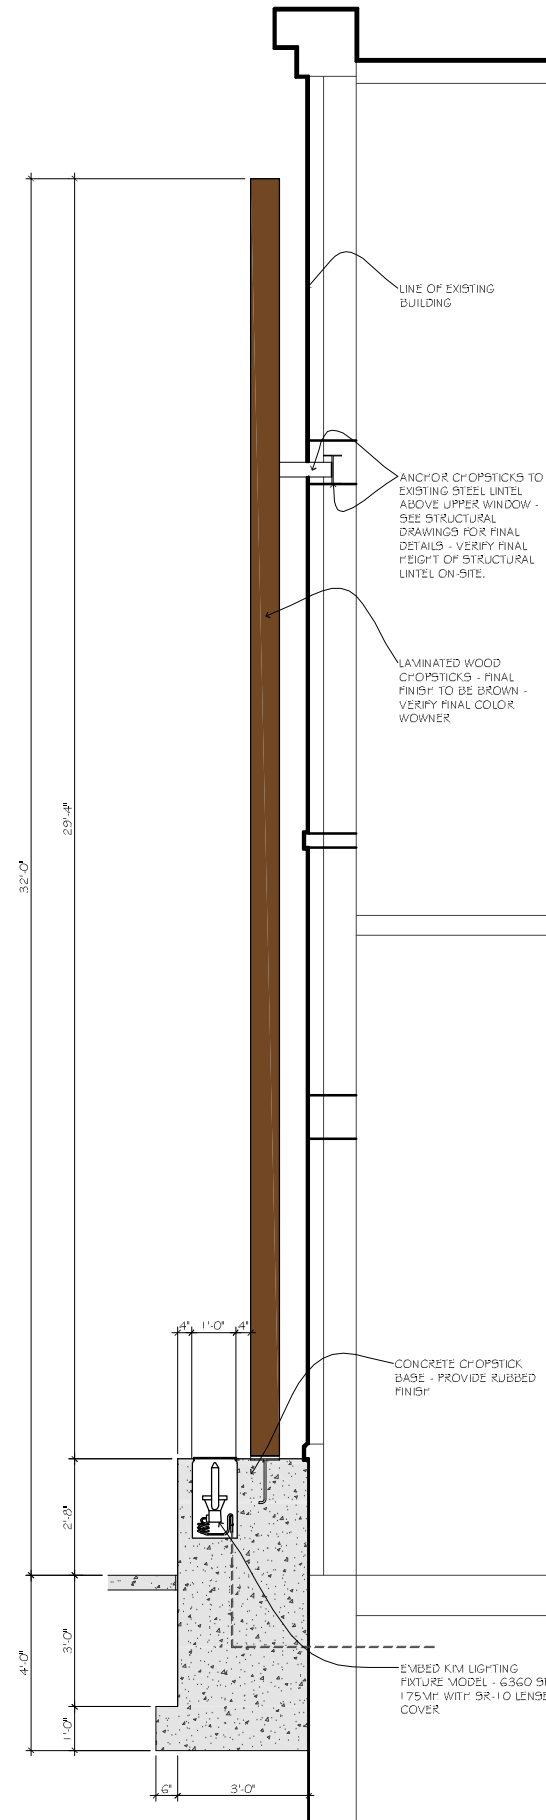 LINE OF EXISTING
BUILDING
ANCHOR CHOPSTICKS TO
EXISTING STEEL LINTEL
ABOVE UPPER WINDOW -
SEE STRUCTURAL
DRAWINGS FOR FINAL
DETAILS - VERIFY FINAL
HEIGHT OF STRUCTURAL
LINTEL ON-SITE.
LAMINATED WOOD
CHOPSTICKS - FINAL
FINISH TO BE BROWN -
VERIFY FINAL COLOR
WOWNER
29'-4"
32'-0"
4"
1'-0"
4"
CONCRETE CHOPSTICK
BASE - PROVIDE RUBBED
FINISH
2'-8"
3'-0"
4'-0"
1'-0"
EMBED KIM LIGHTING
FIXTURE MODEL - 6360
175MH WITH SR-10 LENSE
COVER
6"
3'-0"